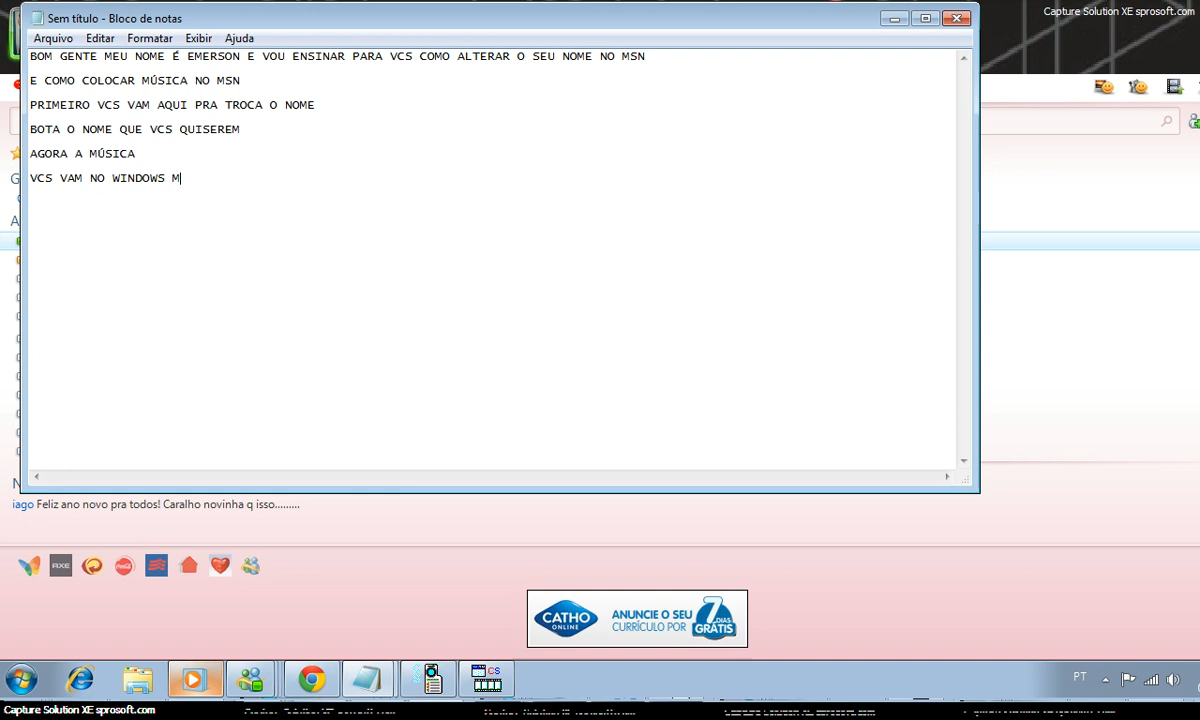 Capture Solution XE sprosoft.com
Sem título - Bloco de notas
Arquivo Editar Formatar Exibir Ajuda
BOM GENTE MEU NOME É EMERSON E VOU ENSINAR PARA VCS COMO ALTERAR O SEU NOME NO MSN
E COMO COLOCAR MÚSICA NO MSN
PRIMEIRO VCS VAM AQUI PRA TROCA O NOME
BOTA O NOME QUE VCS QUISEREM
AGORA A MÚSICA
VCS VAM NO WINDOWS M
iago Feliz ano novo pra todos! Caralho novinha q isso.........
AXE
CATHO ONLINE
ANUNCIE O SEU CURRÍCULO POR
7 DIAS GRÁTIS
CS
PT
Capture Solution XE sprosoft.com